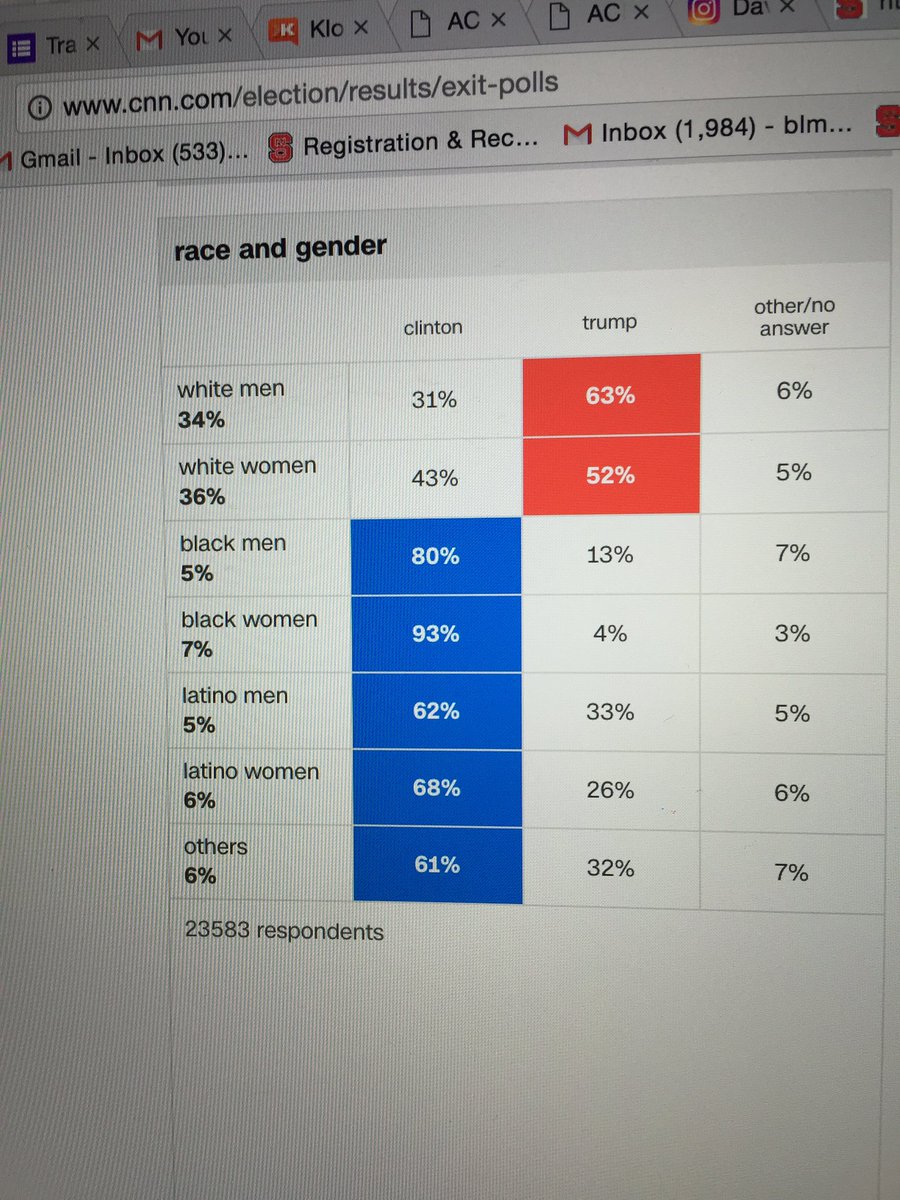 Tra × You × Klo × AC × AC × Da ×
www.cnn.com/election/results/exit-polls
Gmail - Inbox (533)... Registration & Rec... Inbox (1,984) - blm...
race and gender
clinton trump other/no
answer
white men
34% 31% 63% 6%
white women
36% 43% 52% 5%
black men
5% 80% 13% 7%
black women
7% 93% 4% 3%
latino men
5% 62% 33% 5%
latino women
6% 68% 26% 6%
others
6% 61% 32% 7%
23583 respondents